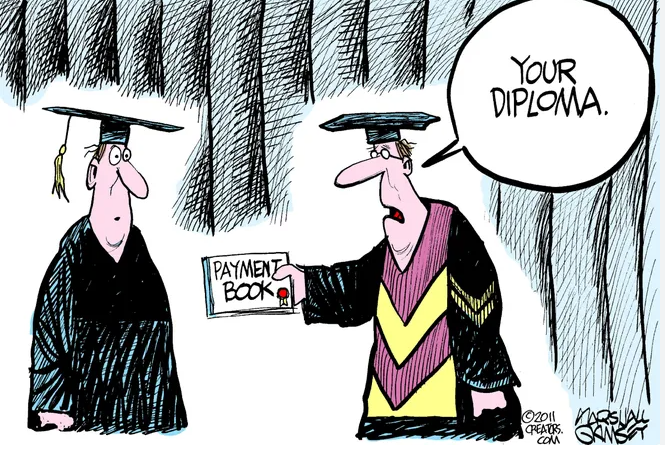 YOUR
DIPLOMA.
PAYMENT
BOOK
©2011
CREATORS.
COM
MARSHALL
RAMSEY